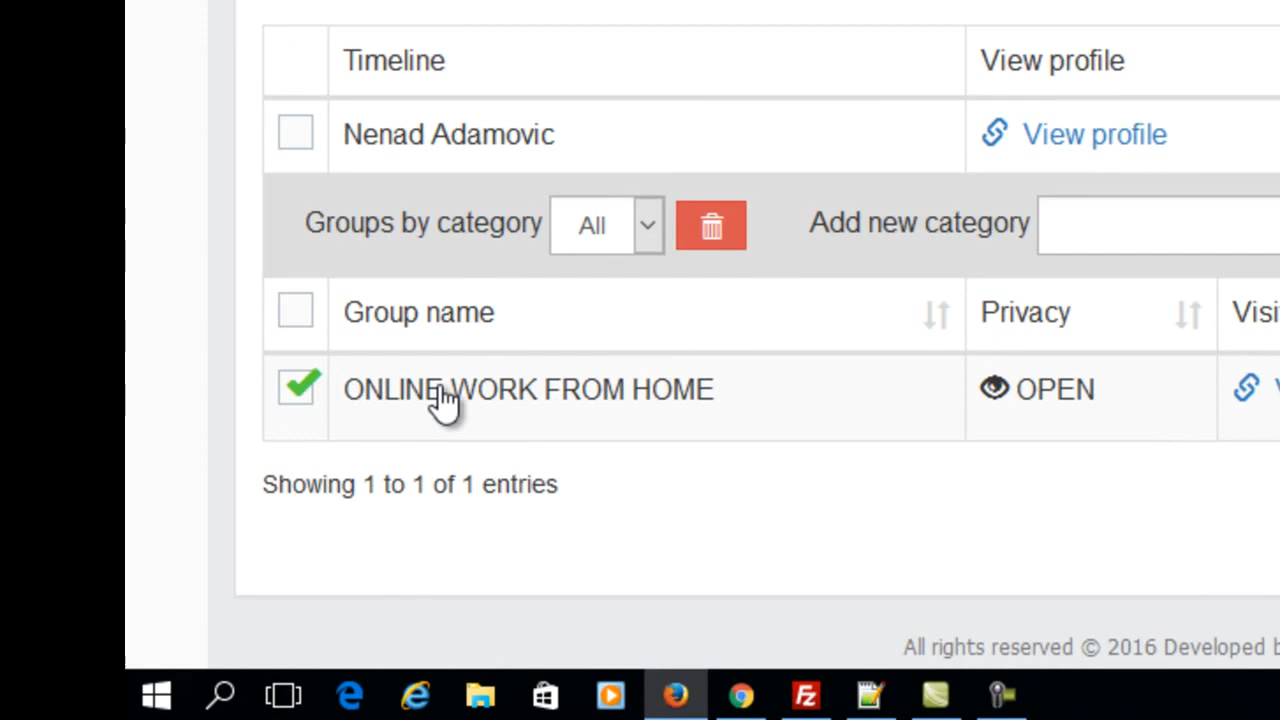 Timeline View profile
Nenad Adamovic View profile
Groups by category All Add new category
Group name Privacy
ONLINE WORK FROM HOME OPEN
Showing 1 to 1 of 1 entries
All rights reserved © 2016 Developed